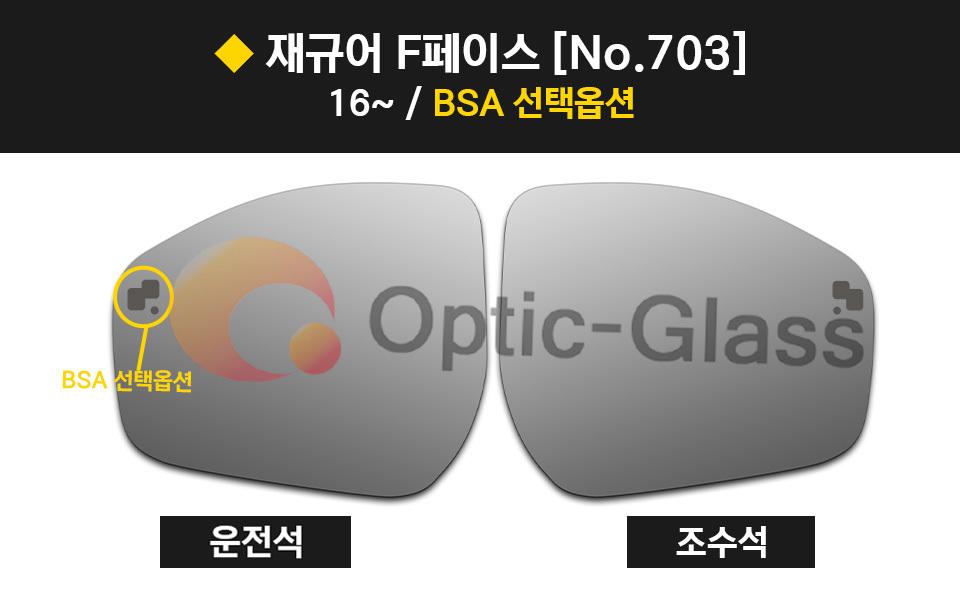 ◆ 재규어 F페이스 [No.703]
16~ / BSA 선택옵션
Optic-Glass
BSA 선택옵션
운전석
조수석